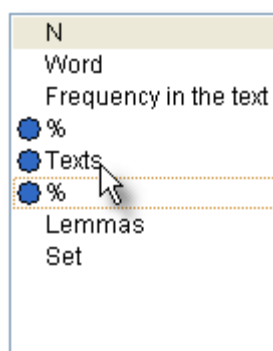 N
Word
Frequency in the text
%
Texts
%
Lemmas
Set